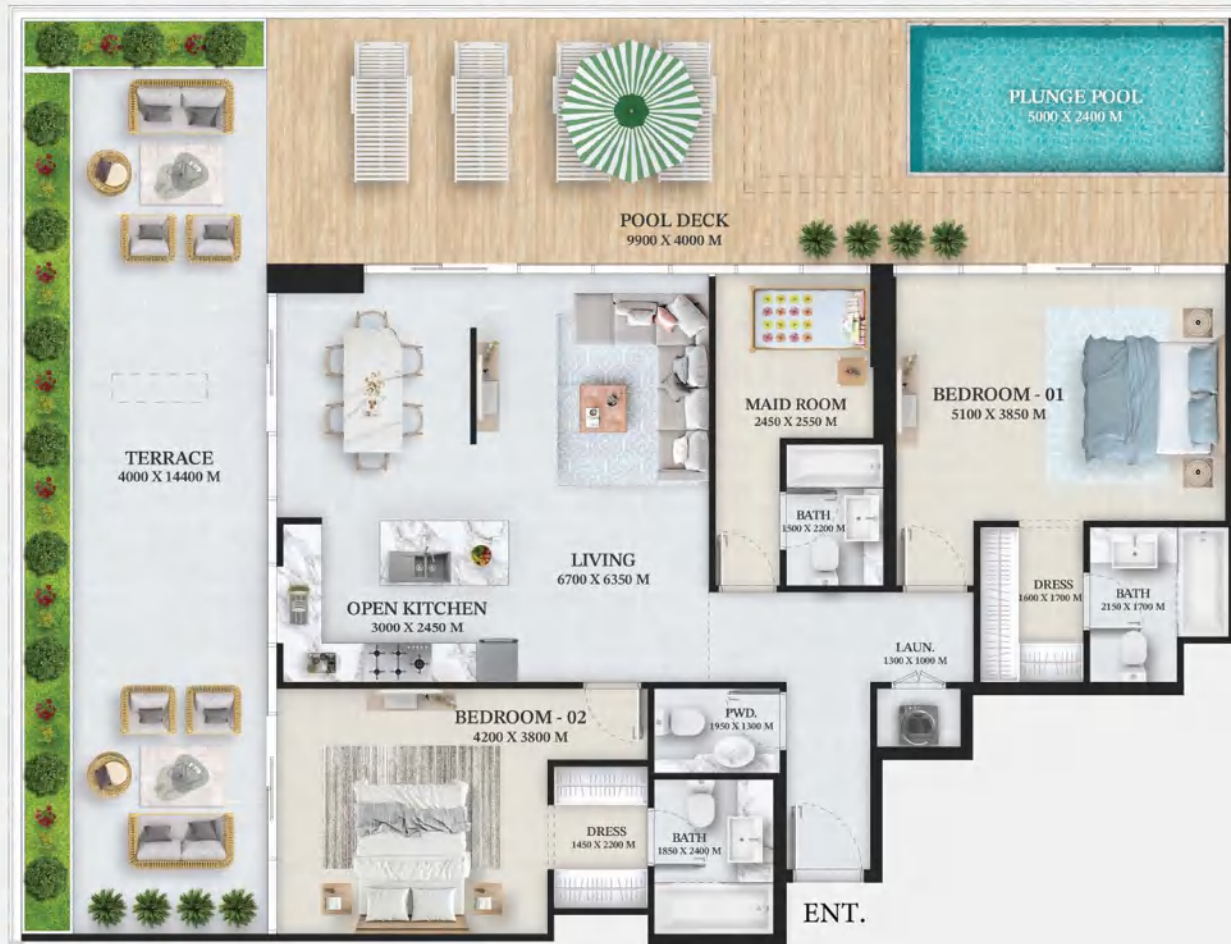 PLUNGE POOL
5000 X 2400 M
POOL DECK
9900 X 4000 M
MAID ROOM
2450 X 2550 M
BEDROOM - 01
5100 X 3850 M
TERRACE
4000 X 14400 M
BATH
1500 X 2200 M
LIVING
6700 X 6350 M
OPEN KITCHEN
3000 X 2450 M
DRESS
1600 X 1700 M
BATH
2150 X 1700 M
LAUN.
1300 X 1000 M
BEDROOM - 02
4200 X 3800 M
PWD.
1950 X 1300 M
DRESS
1450 X 2200 M
BATH
1850 X 2400 M
ENT.